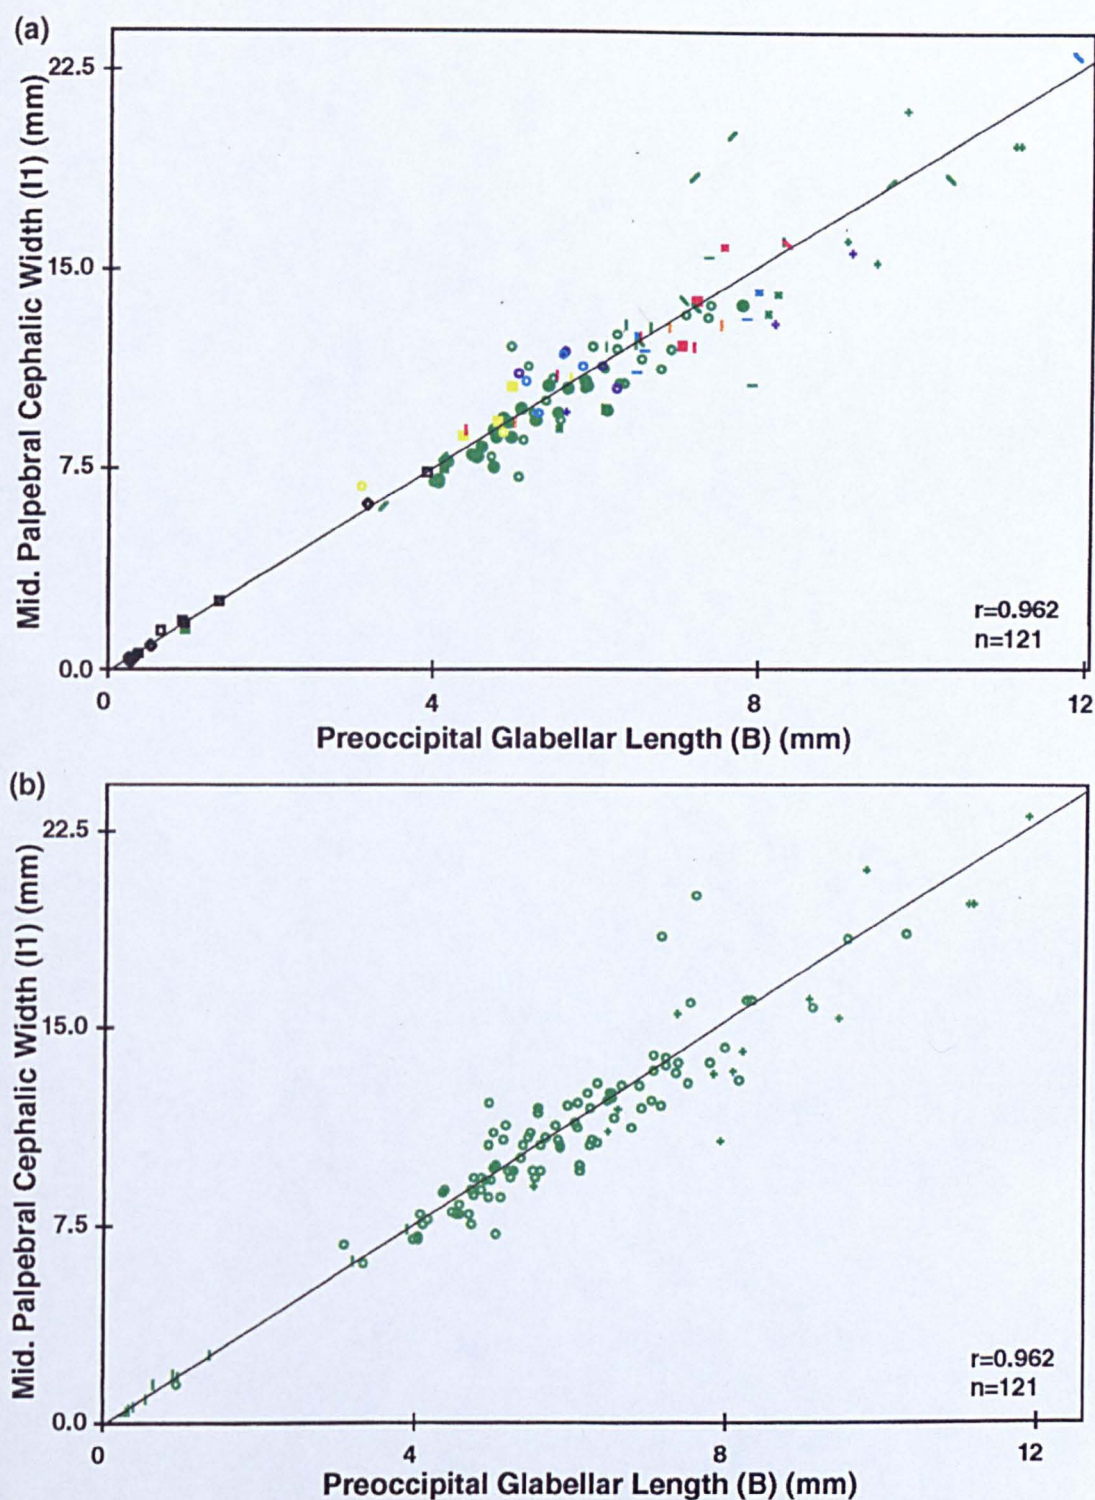 (a)
22.5
15.0
7.5
0.0
Mid. Palpebral Cephalic Width (I1) (mm)
r=0.962
n=121
0 4 8 12
Preoccipital Glabellar Length (B) (mm)
(b)
22.5
15.0
7.5
0.0
Mid. Palpebral Cephalic Width (I1) (mm)
r=0.962
n=121
0 4 8 12
Preoccipital Glabellar Length (B) (mm)